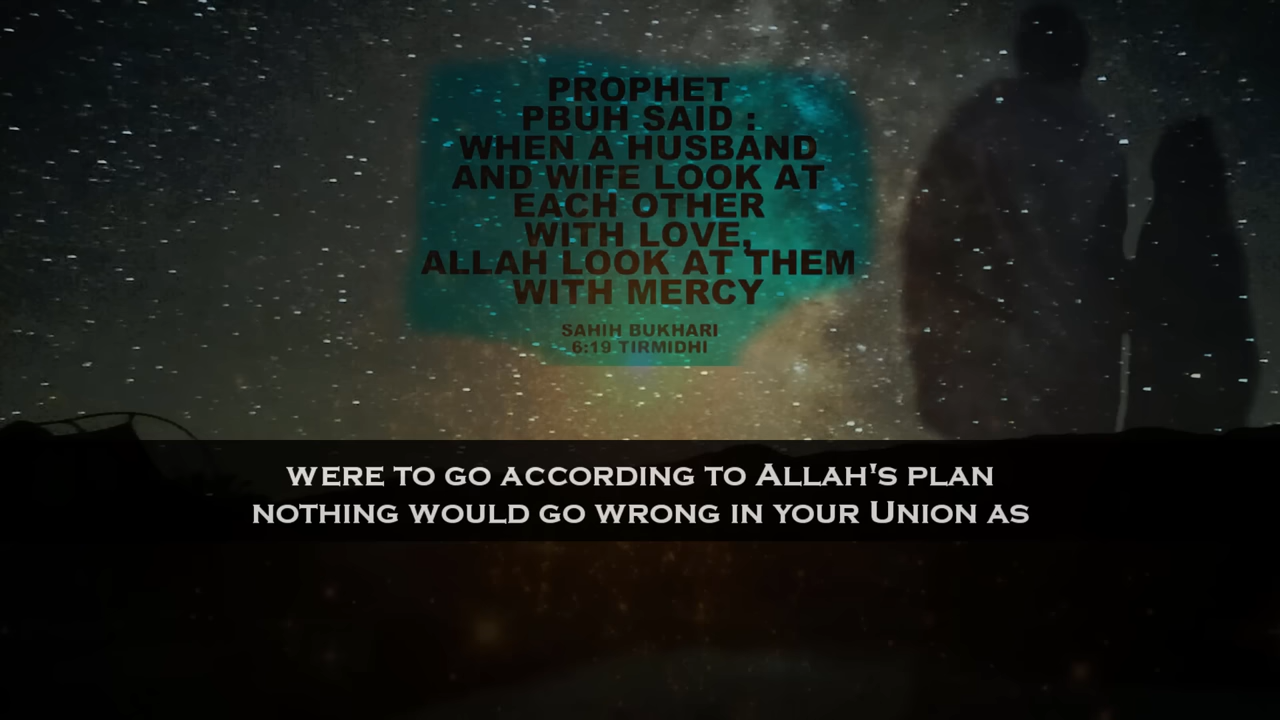 PROPHET
PBUH SAID :
WHEN A HUSBAND
AND WIFE LOOK AT
EACH OTHER
WITH LOVE,
ALLAH LOOK AT THEM
WITH MERCY
SAHIH BUKHARI
6:19 TIRMIDHI
WERE TO GO ACCORDING TO ALLAH'S PLAN
NOTHING WOULD GO WRONG IN YOUR UNION AS